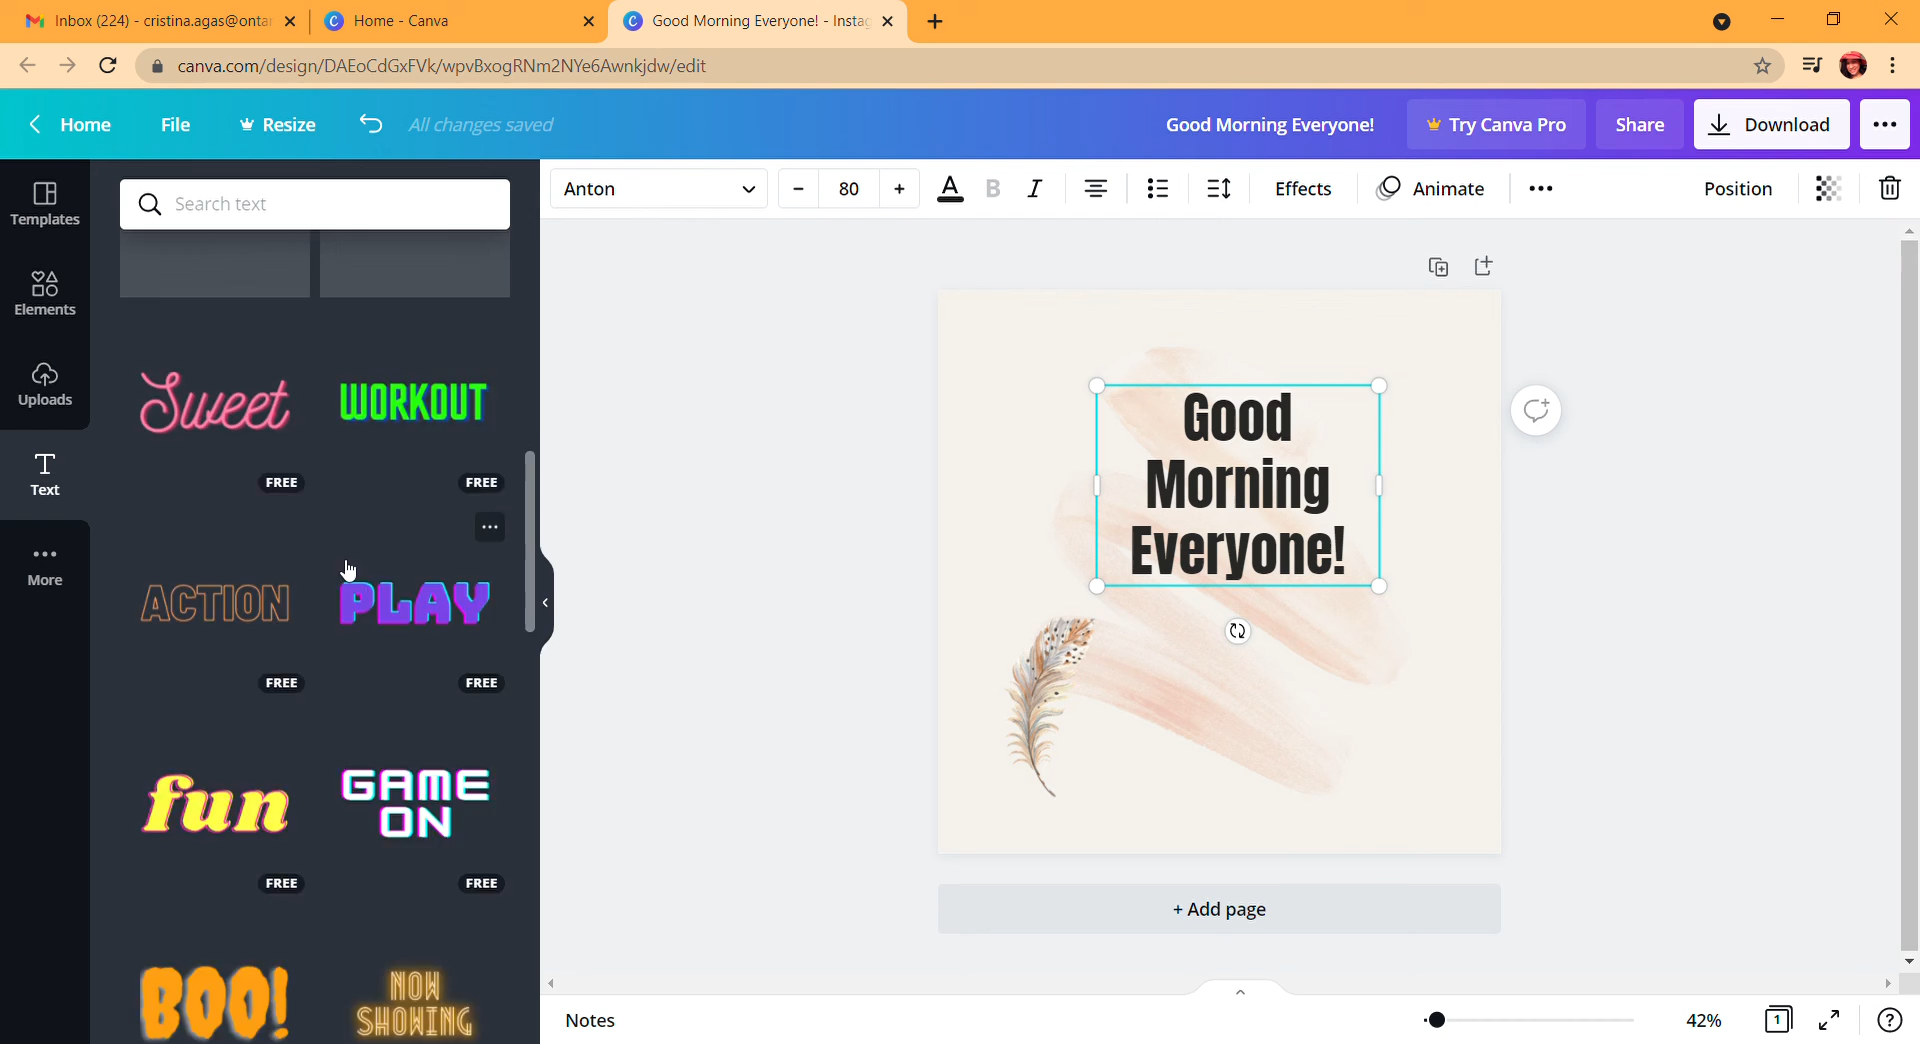 Inbox (224) - cristina.agas@onta
Home - Canva
Good Morning Everyone! - Insta
canva.com/design/DAEoCdGxFVk/wpvBxogRNm2NYe6Awnkjdw/edit
Home
File
Resize
All changes saved
Good Morning Everyone!
Try Canva Pro
Share
Download
Templates
Elements
Uploads
Text
More
Search text
Anton
80
A
B
I
Effects
Animate
Position
Sweet
WORKOUT
FREE
FREE
ACTION
PLAY
FREE
FREE
fun
GAME
ON
FREE
FREE
BOO!
NOW
SHOWING
Good
Morning
Everyone!
+ Add page
Notes
42%
1